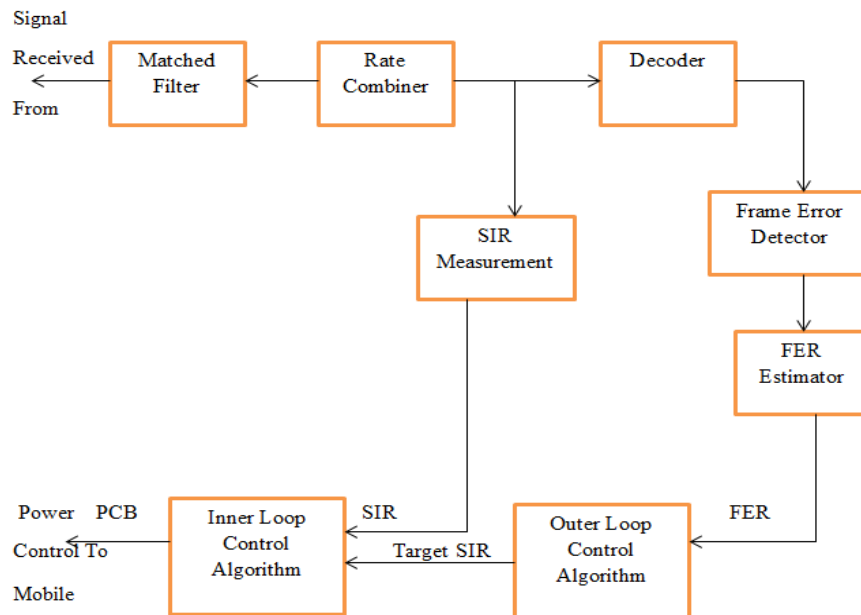 Signal
Received
From
Matched
Filter
Rate
Combiner
Decoder
Frame Error
Detector
SIR
Measurement
FER
Estimator
Power PCB
Control To
Mobile
Inner Loop
Control
Algorithm
SIR
Target SIR
Outer Loop
Control
Algorithm
FER